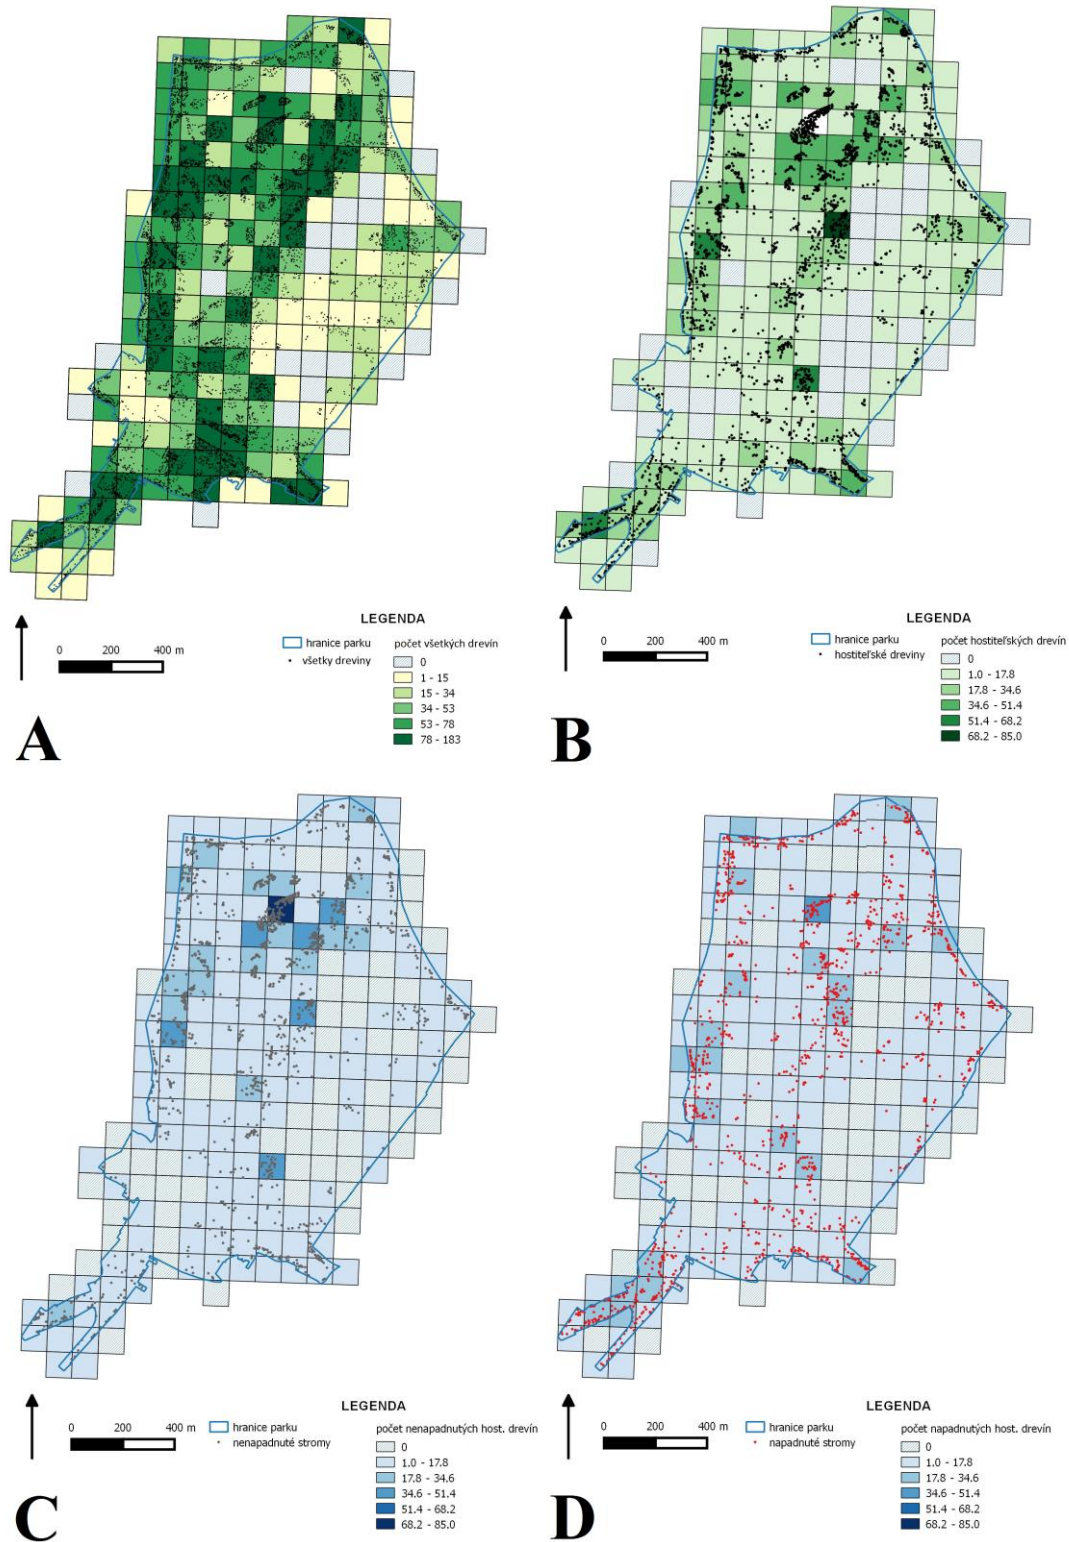 LEGENDA
hranice parku
všetky dreviny
počet všetkých drevín
0
1 - 15
15 - 34
34 - 53
53 - 78
78 - 183
0 200 400 m
A
LEGENDA
hranice parku
hostiteľské dreviny
počet hostiteľských drevín
0
1.0 - 17.8
17.8 - 34.6
34.6 - 51.4
51.4 - 68.2
68.2 - 85.0
0 200 400 m
B
LEGENDA
hranice parku
nenapadnuté stromy
počet nenapadnutých host. drevín
0
1.0 - 17.8
17.8 - 34.6
34.6 - 51.4
51.4 - 68.2
68.2 - 85.0
0 200 400 m
C
LEGENDA
hranice parku
napadnuté stromy
počet napadnutých host. drevín
0
1.0 - 17.8
17.8 - 34.6
34.6 - 51.4
51.4 - 68.2
68.2 - 85.0
0 200 400 m
D